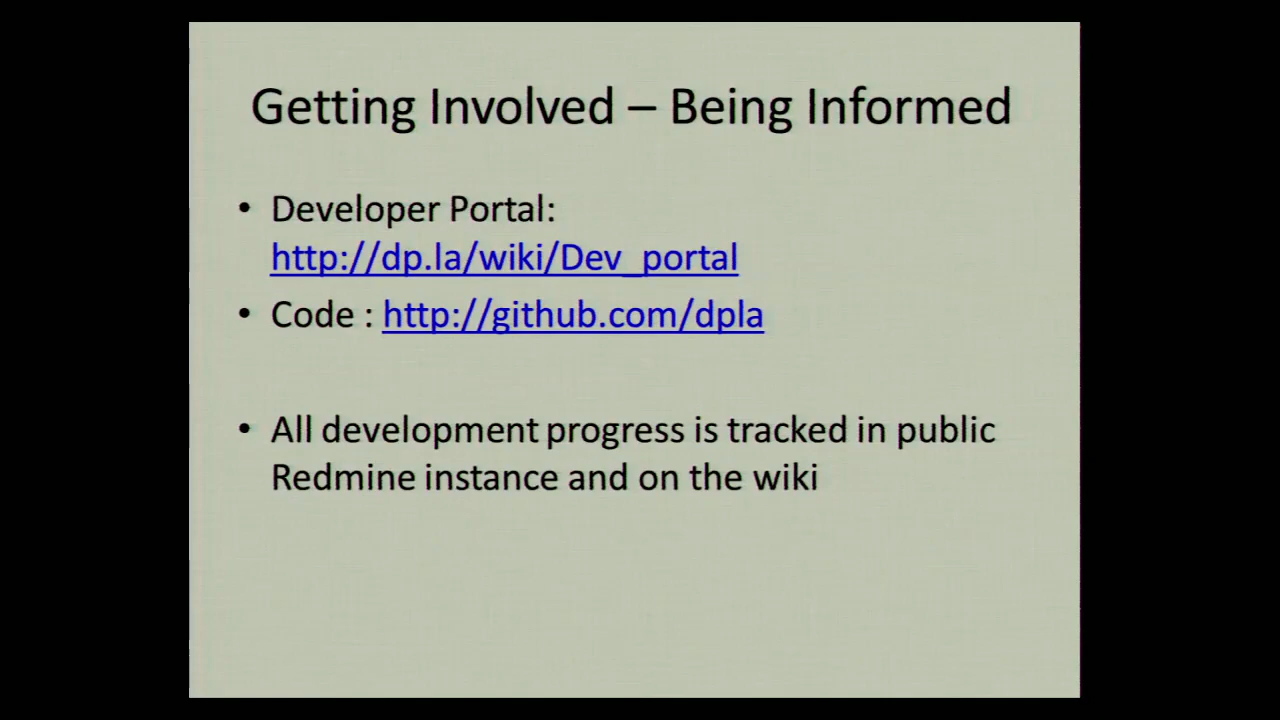 Getting Involved – Being Informed
• Developer Portal:
http://dp.la/wiki/Dev_portal
• Code : http://github.com/dpla
• All development progress is tracked in public
Redmine instance and on the wiki